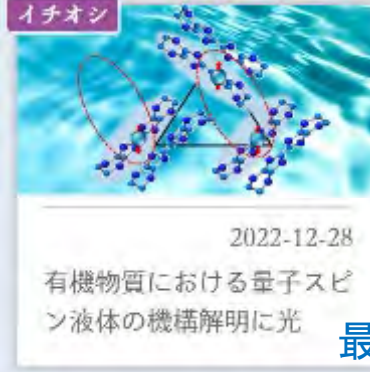 イチオシ
2022-12-28
有機物質における量子スピ
ン液体の機構解明に光
最